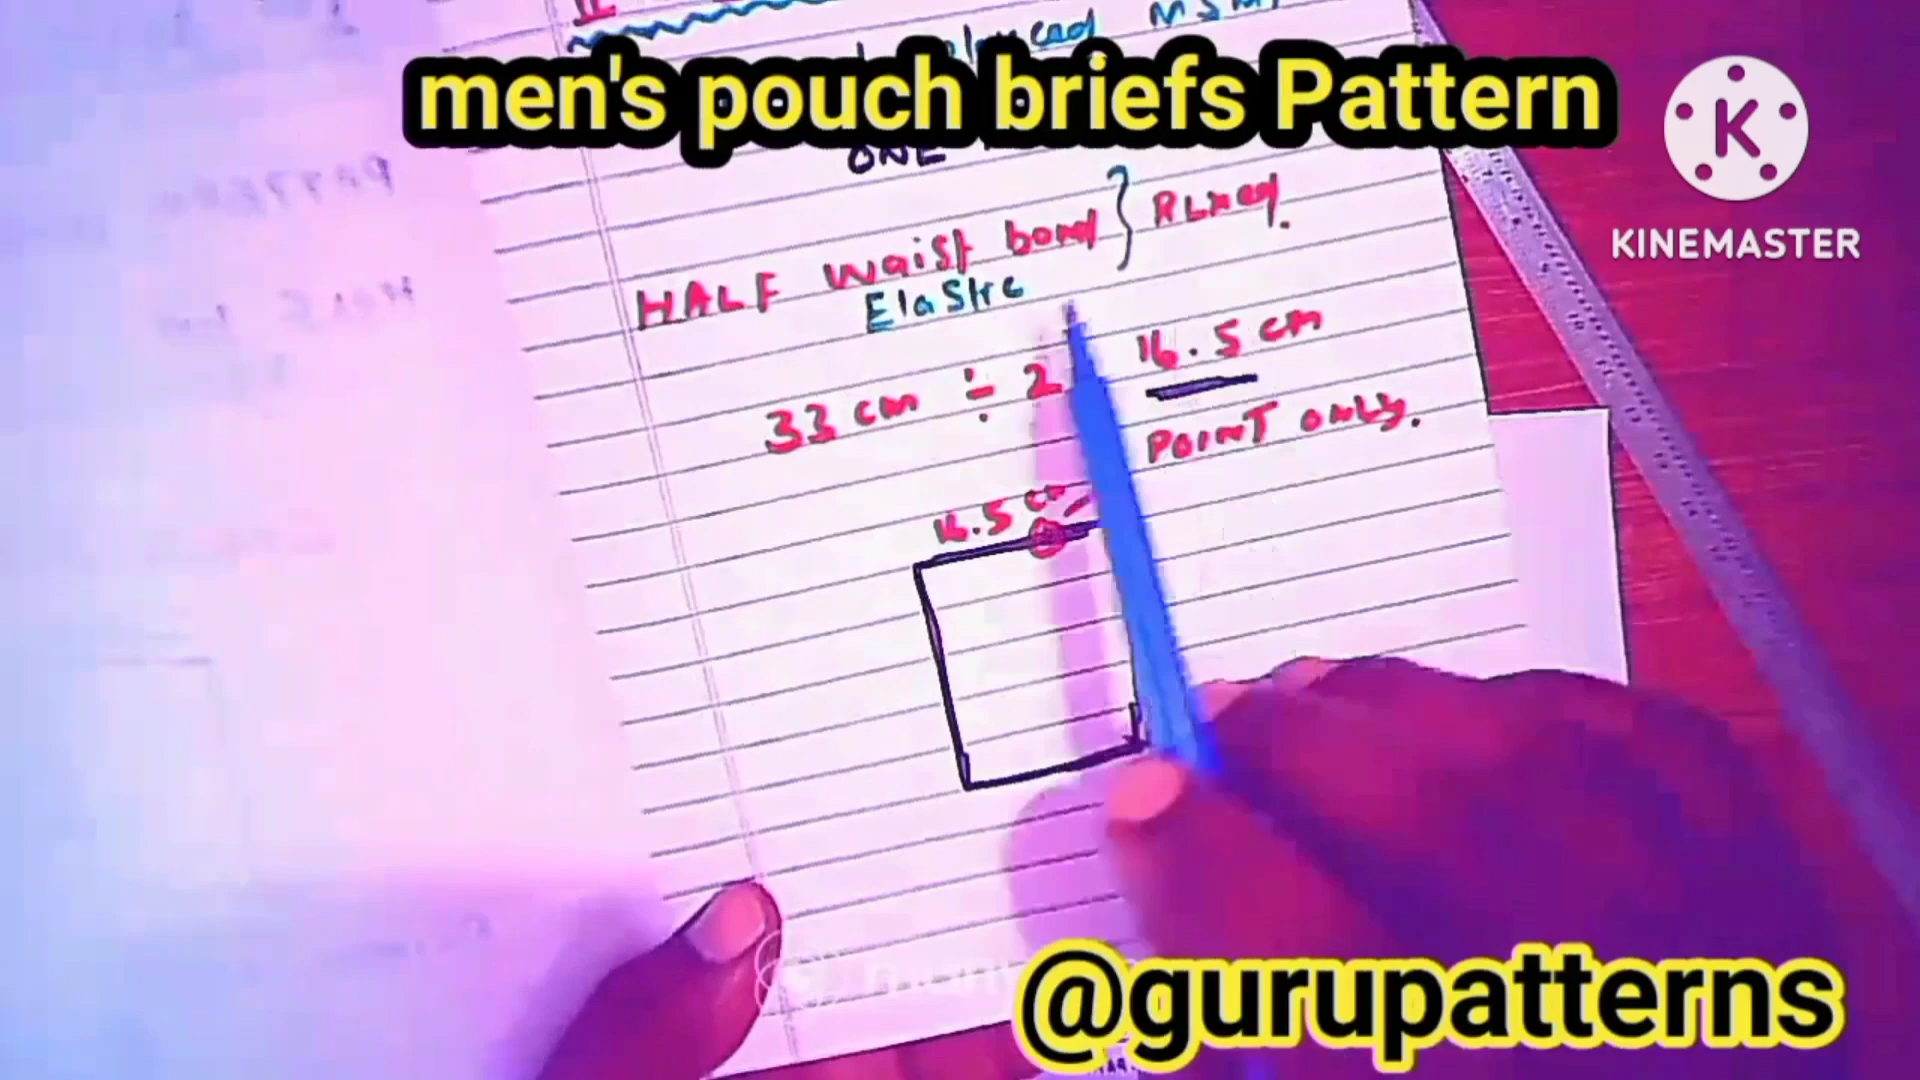 men's pouch briefs Pattern
K
KINEMASTER
ONE
HALF waist band } RLxed.
Elastic
33 cm ÷ 2 16.5 cm
POINT ONLY.
16.5 cm
@gurupatterns